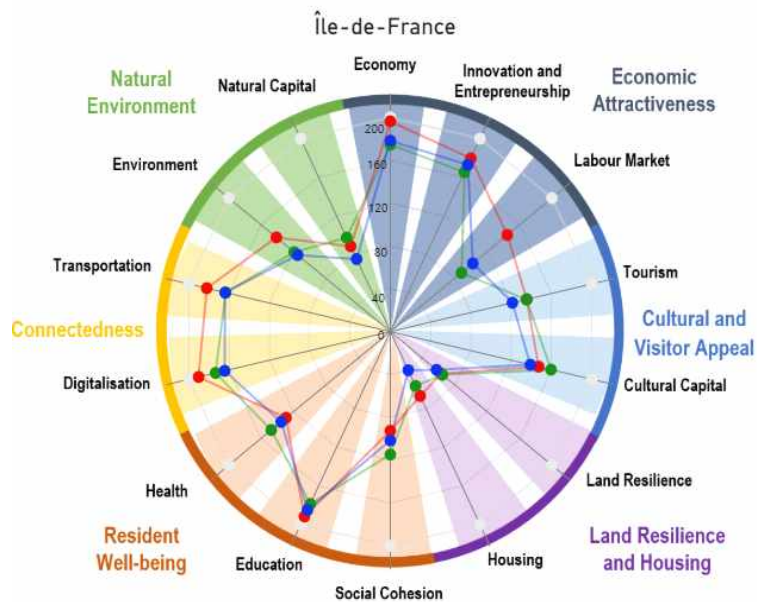 Île-de-France
Economy
Innovation and
Entrepreneurship
Economic
Attractiveness
Labour Market
Tourism
Cultural and
Visitor Appeal
Cultural Capital
Land Resilience
Land Resilience
and Housing
Housing
Social Cohesion
Education
Resident
Well-being
Health
Digitalisation
Connectedness
Transportation
Environment
Natural
Environment
Natural Capital
200
160
120
80
40
0